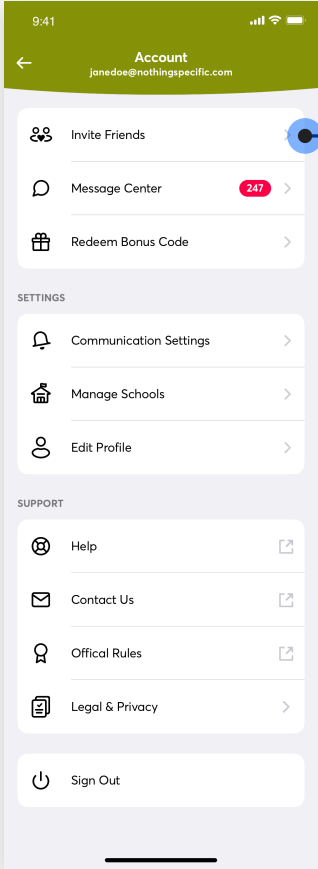 9:41
Account
janedoe@nothingspecific.com
Invite Friends
Message Center 247
Redeem Bonus Code
SETTINGS
Communication Settings
Manage Schools
Edit Profile
SUPPORT
Help
Contact Us
Offical Rules
Legal & Privacy
Sign Out